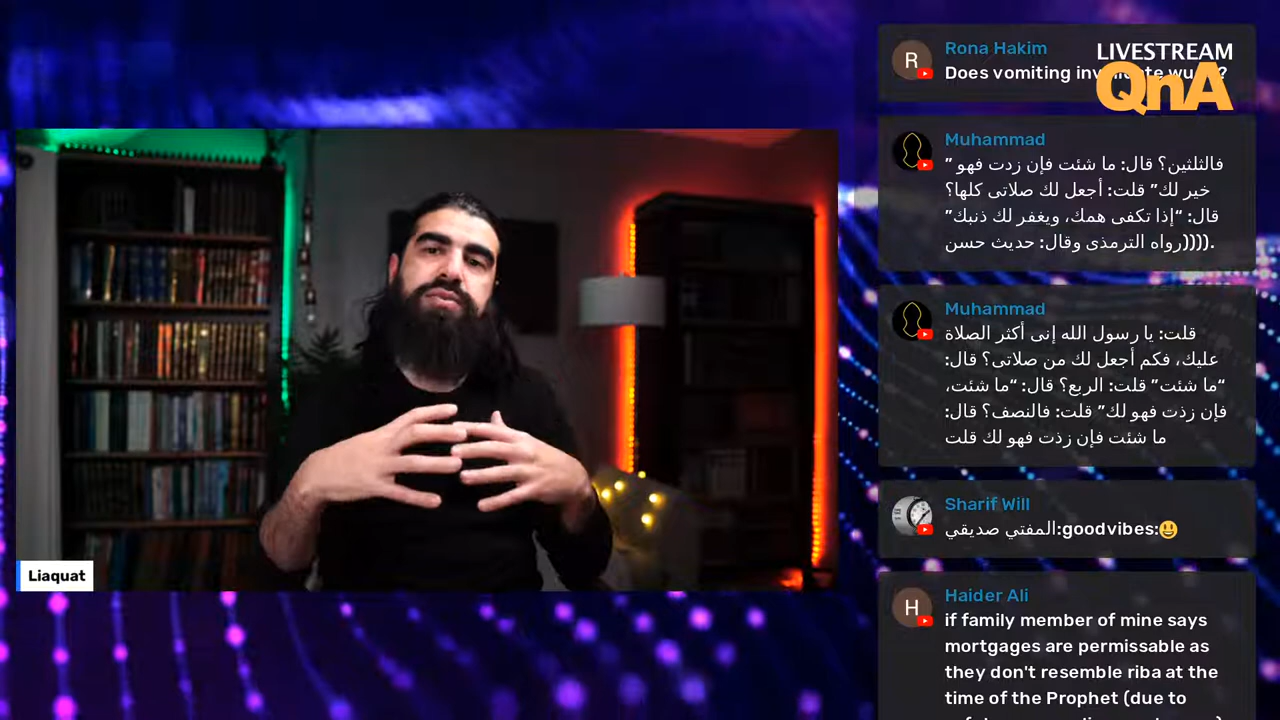 Liaquat
LIVESTREAM
QnA
R
Rona Hakim
Does vomiting
Muhammad
فالثلثين؟ قال: ما شئت فإن زدت فهو ”
خير لك” قلت: أجعل لك صلاتى كلها؟
قال: “إذا تكفى همك، ويغفر لك ذنبك”
.((((رواه الترمذى وقال: حديث حسن
Muhammad
قلت: يا رسول الله إنى أكثر الصلاة
عليك، فكم أجعل لك من صلاتى؟ قال:
“ما شئت” قلت: الربع؟ قال: “ما شئت،
فإن زذت فهو لك” قلت: فالنصف؟ قال:
ما شئت فإن زذت فهو لك قلت
Sharif Will
المفتي صديقي:goodvibes:😃
H
Haider Ali
if family member of mine says
mortgages are permissable as
they don't resemble riba at the
time of the Prophet (due to